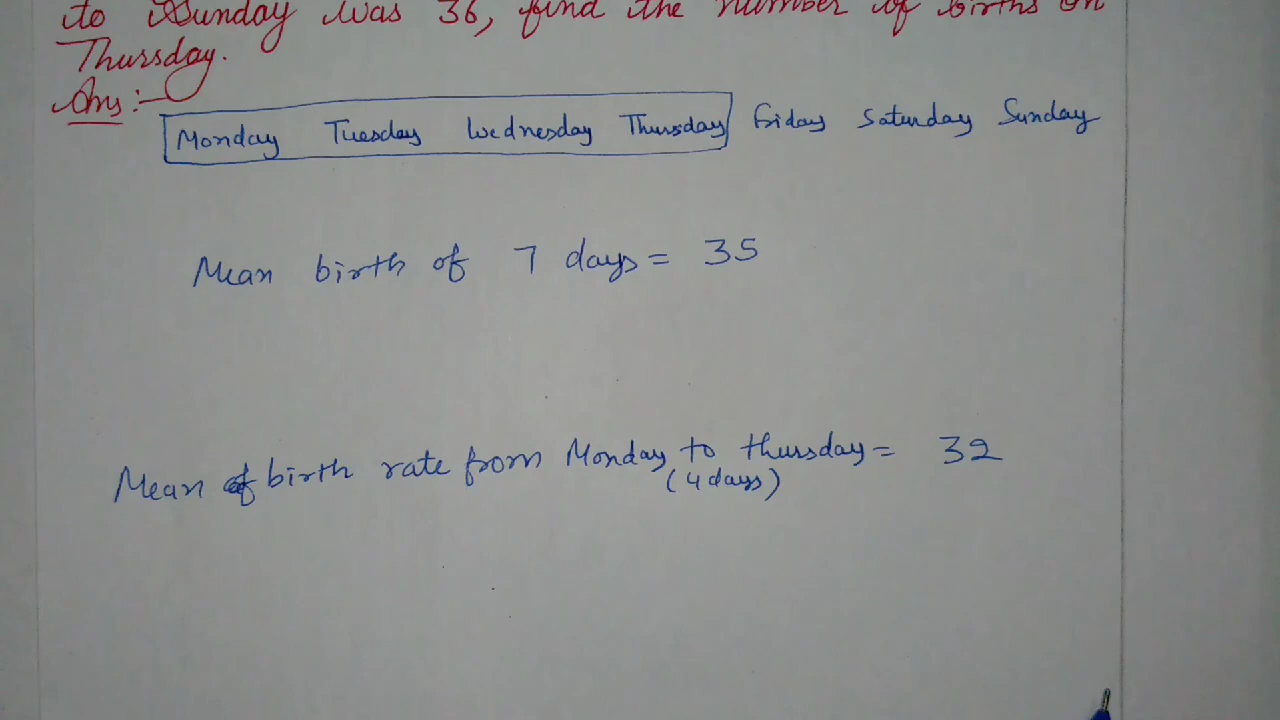 to Sunday was 36, find the number of births on
Thursday.
Ans:-
Monday Tuesday Wednesday Thursday Friday Saturday Sunday
Mean birth of 7 days = 35
Mean of birth rate from Monday to thursday = 32
(4 days)